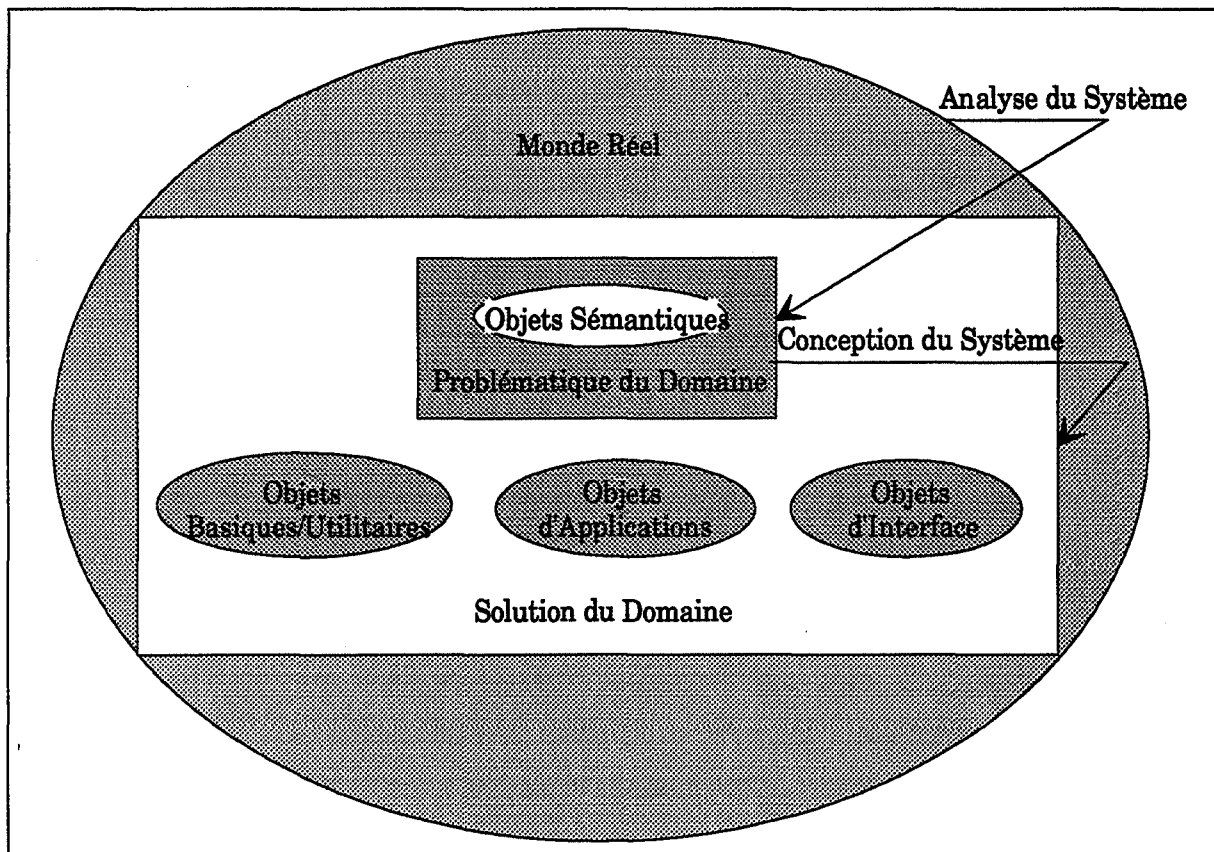 Analyse du Système
Monde Réel
Objets Sémantiques
Conception du Système
Problématique du Domaine
Objets
Basiques/Utilitaires
Objets
d'Applications
Objets
d'Interface
Solution du Domaine